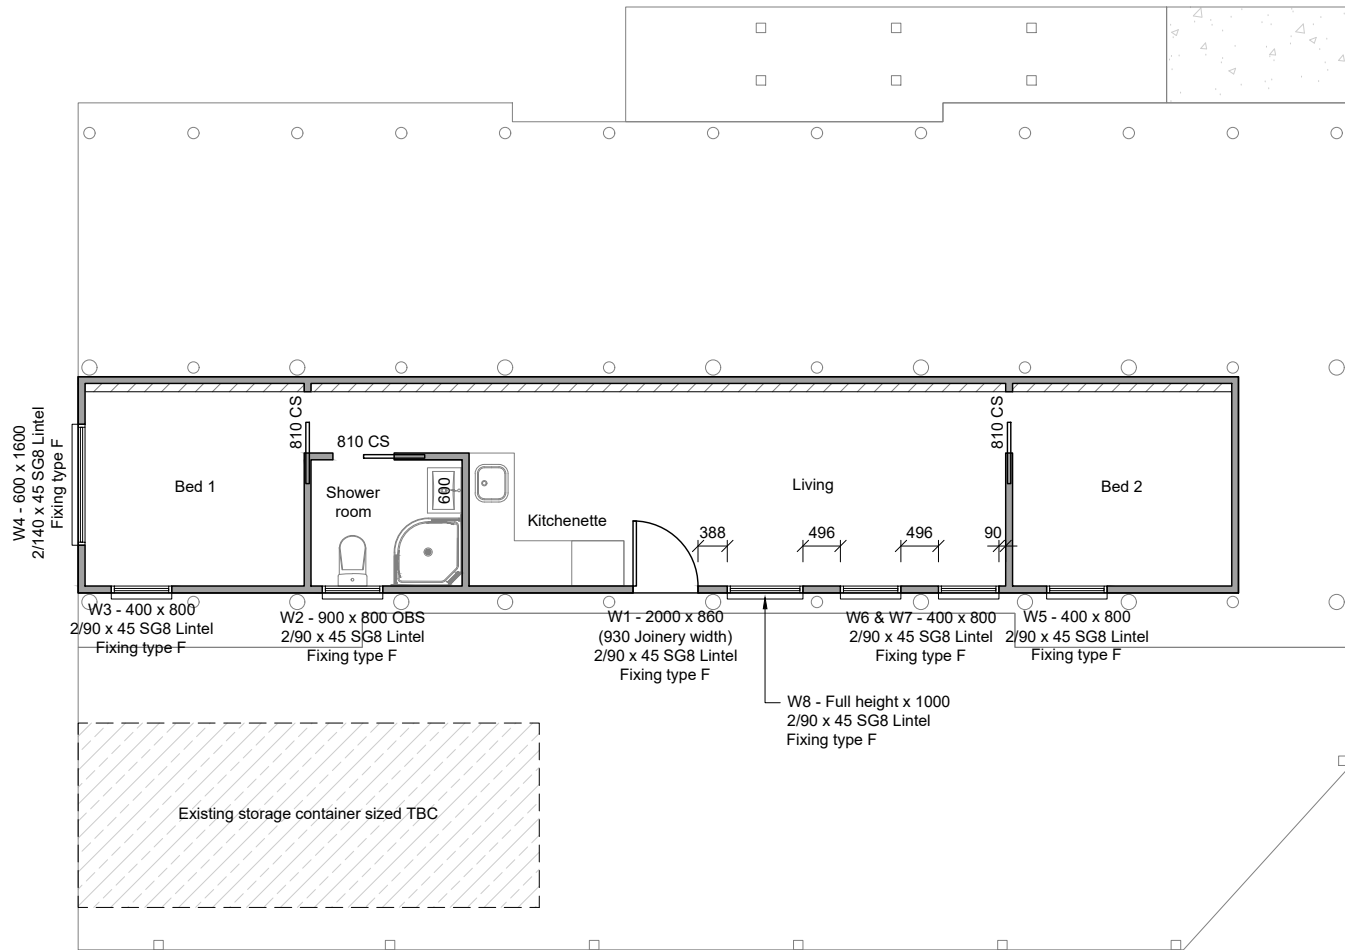 810 CS
810 CS
810 CS
W4 - 600 x 1600
2/140 x 45 SG8 Lintel
Fixing type F
Bed 1
Shower
room
600
Kitchenette
Living
Bed 2
388
496
496
90
W3 - 400 x 800
2/90 x 45 SG8 Lintel
Fixing type F
W2 - 900 x 800 OBS
2/90 x 45 SG8 Lintel
Fixing type F
W1 - 2000 x 860
(930 Joinery width)
2/90 x 45 SG8 Lintel
Fixing type F
W6 & W7 - 400 x 800
2/90 x 45 SG8 Lintel
Fixing type F
W5 - 400 x 800
2/90 x 45 SG8 Lintel
Fixing type F
W8 - Full height x 1000
2/90 x 45 SG8 Lintel
Fixing type F
Existing storage container sized TBC